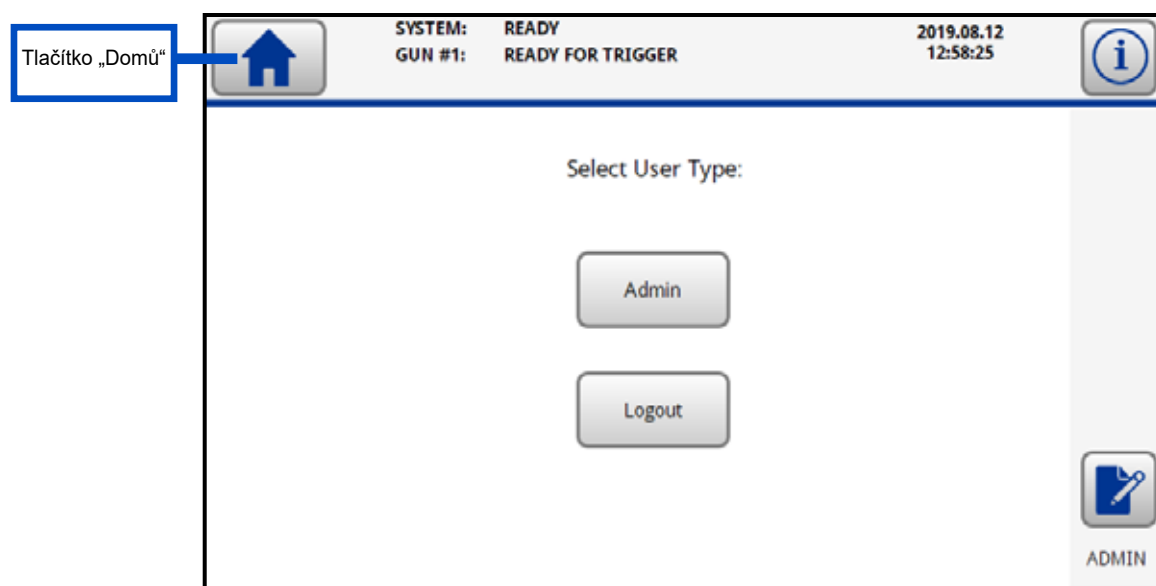 Tlačítko „Domů“
SYSTEM: READY
GUN #1: READY FOR TRIGGER
2019.08.12
12:58:25
i
Select User Type:
Admin
Logout
ADMIN